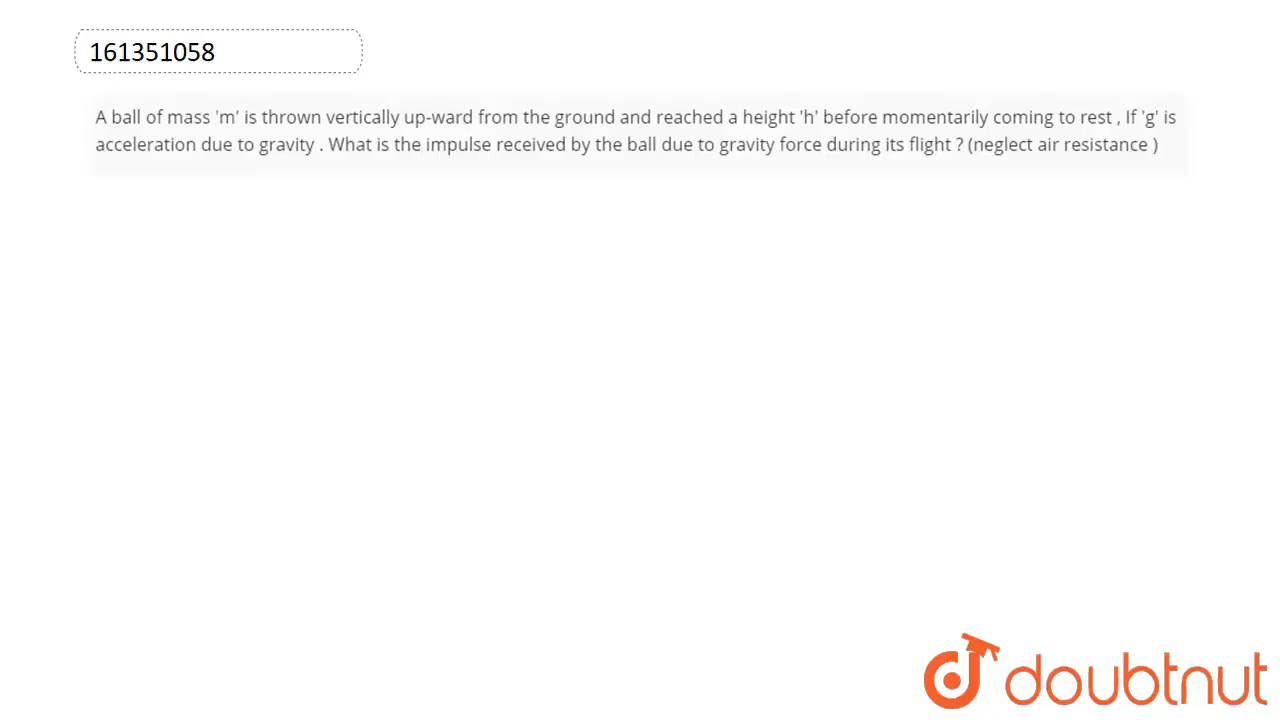 161351058
A ball of mass 'm' is thrown vertically up-ward from the ground and reached a height 'h' before momentarily coming to rest , If 'g' is
acceleration due to gravity . What is the impulse received by the ball due to gravity force during its flight ? (neglect air resistance )
doubtnut